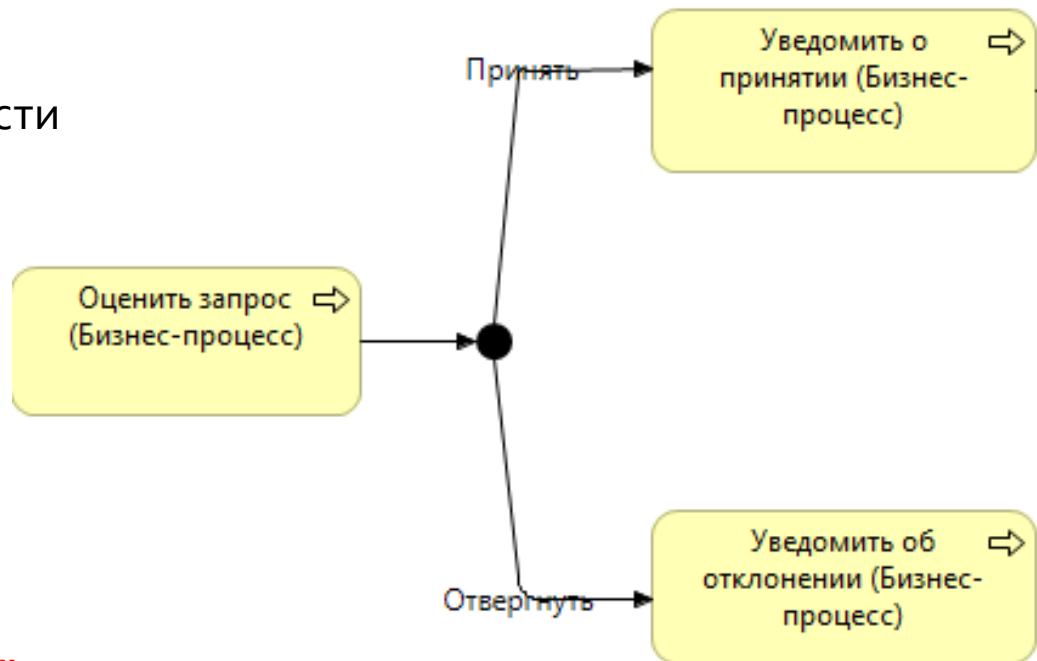 Уведомить о
принятии (Бизнес-
процесс)
Принять
сти
Оценить запрос
(Бизнес-процесс)
Уведомить об
отклонении (Бизнес-
процесс)
Отвергнуть